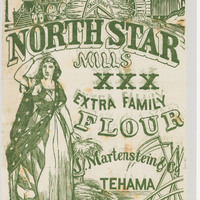 NORTH STAR
MILLS
XXX
EXTRA FAMILY
FLOUR
J. Martenstein & Co.
TEHAMA